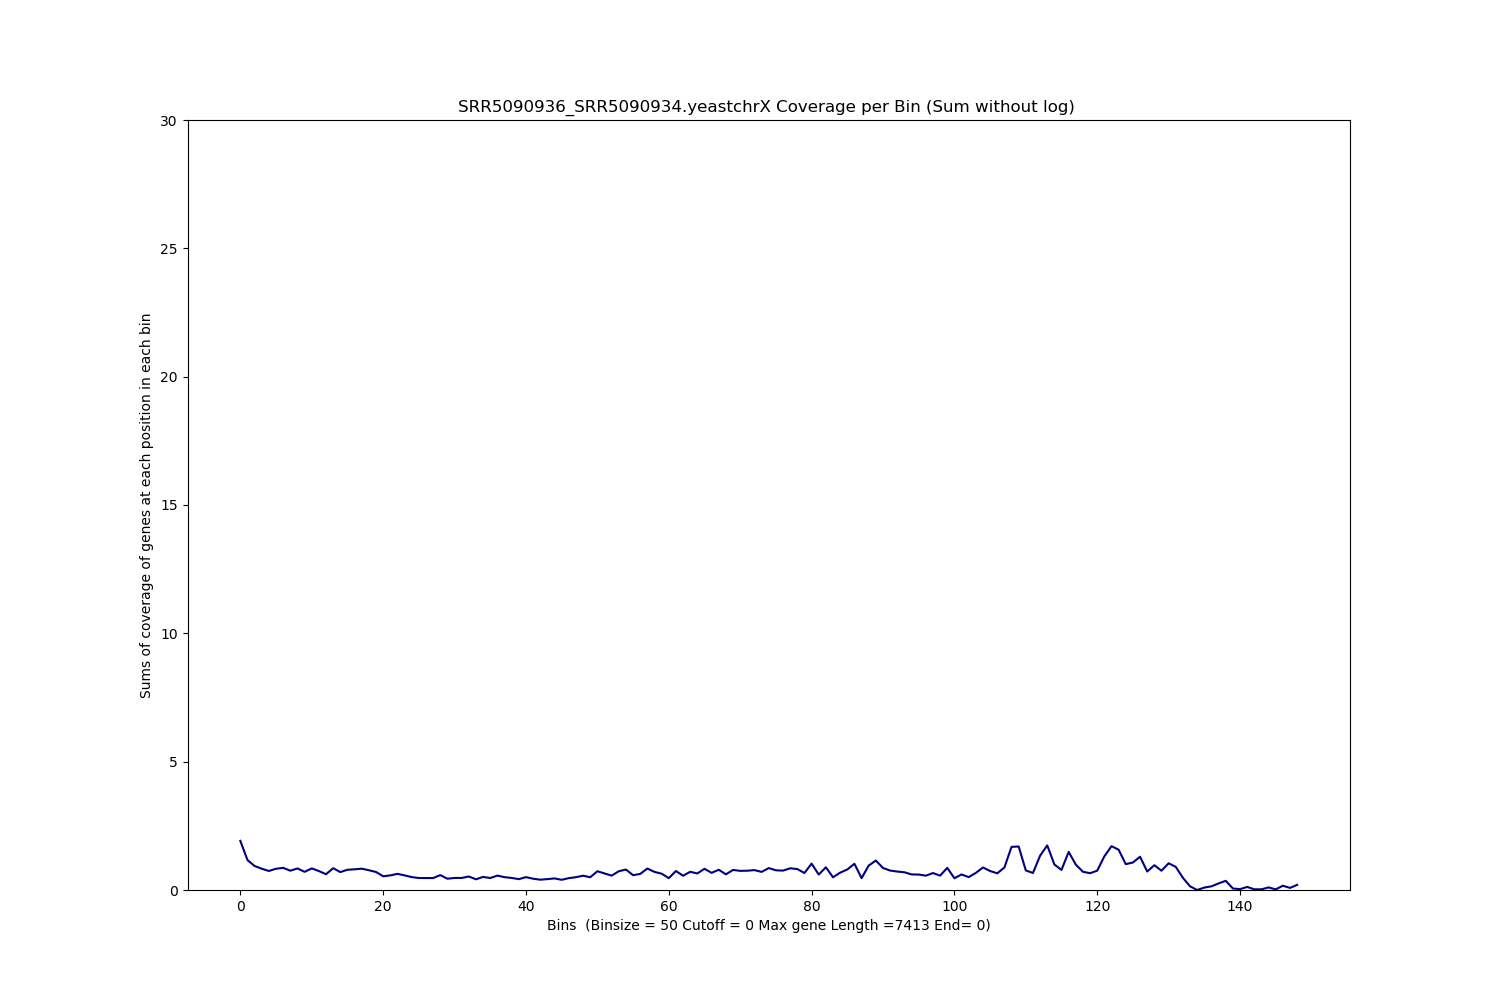 SRR5090936_SRR5090934.yeastchrX Coverage per Bin (Sum without log)
30
25
20
15
10
5
0
Sums of coverage of genes at each position in each bin
0 20 40 60 80 100 120 140
Bins  (Binsize = 50 Cutoff = 0 Max gene Length =7413 End= 0)